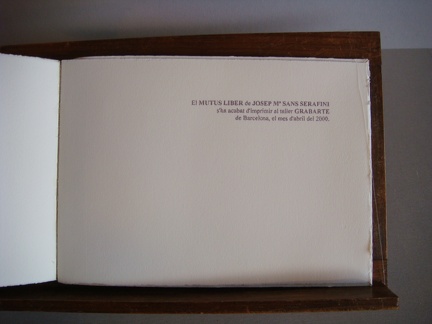 El MUTUS LIBER de JOSEP Mª SANS SERAFINI
s'ha acabat d'imprimir al taller GRABARTE
de Barcelona, el mes d'abril del 2000.